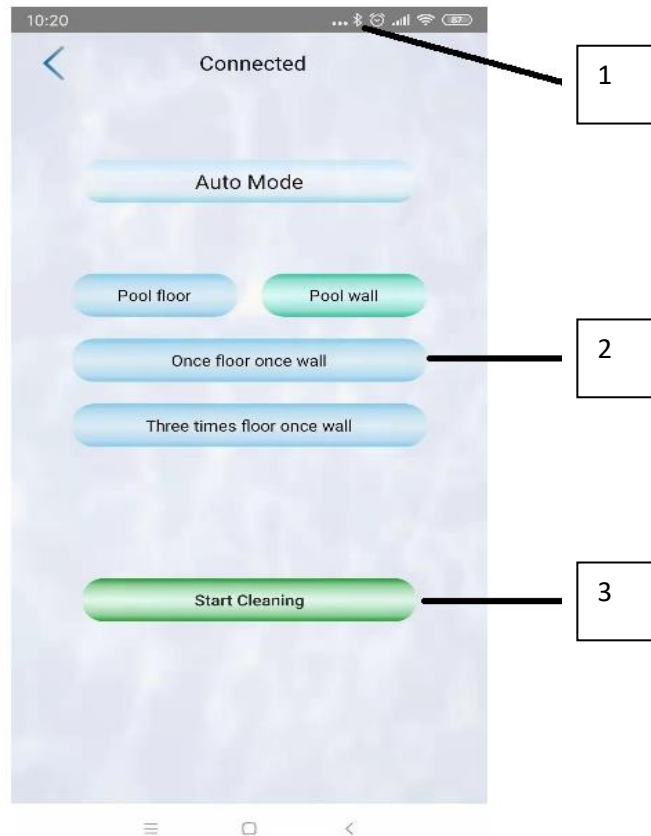 10:20 ... 87
1
Connected
Auto Mode
Pool floor Pool wall
Once floor once wall
2
Three times floor once wall
Start Cleaning
3